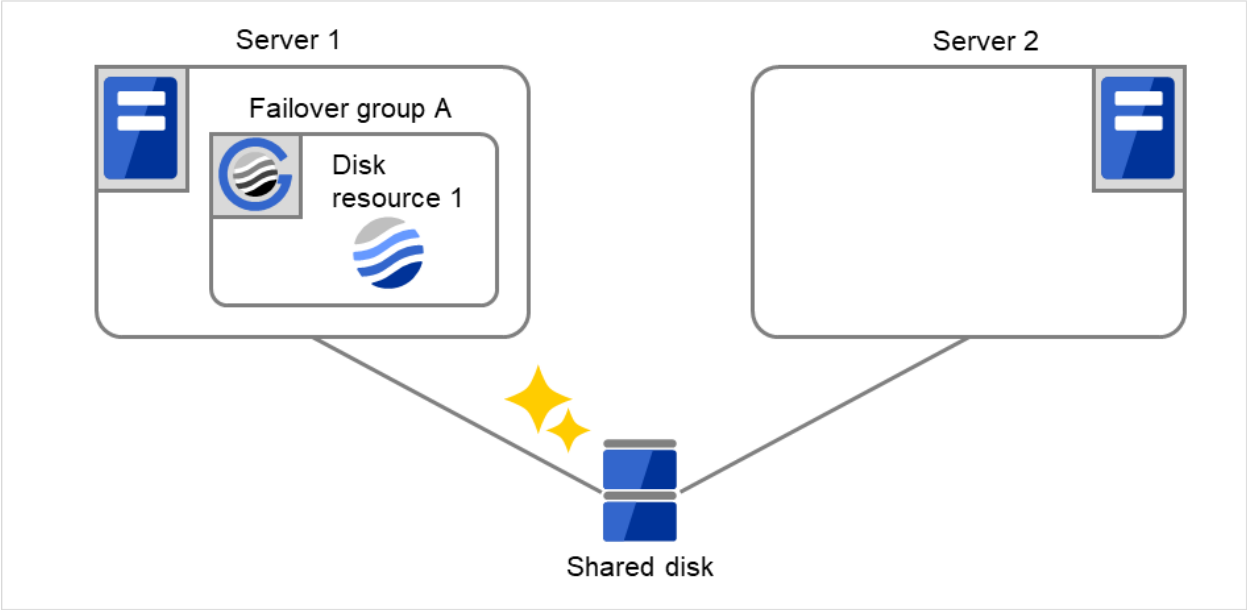 Server 1
Server 2
Failover group A
Disk
resource 1
Shared disk